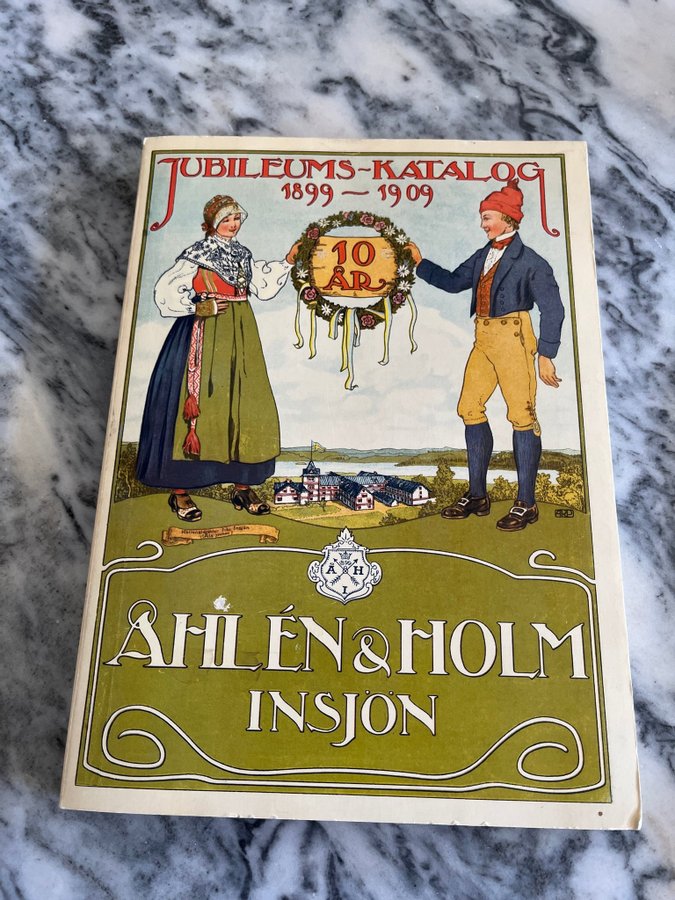 JUBILEUMS-KATALOG
1899 — 1909
10
ÅR
Å & H
I
ÅHLÉN & HOLM
INSJÖN